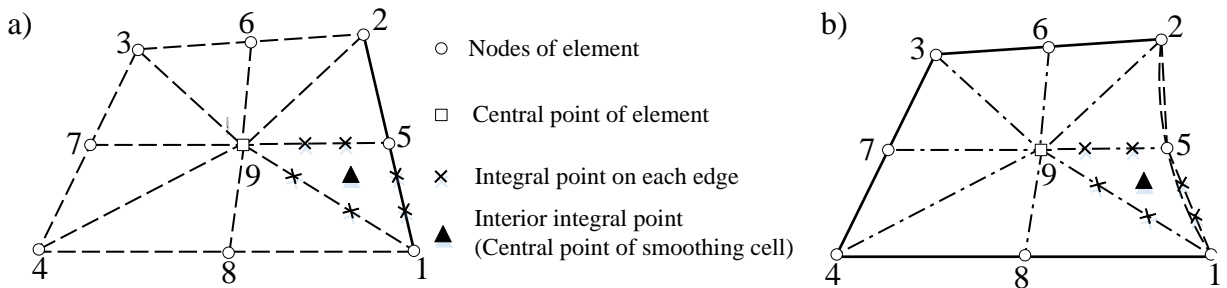 a)
6
2
3
Nodes of element
Central point of element
7
5
9
Integral point on each edge
Interior integral point
(Central point of smoothing cell)
4
8
1
b)
6
2
3
7
5
9
4
8
1